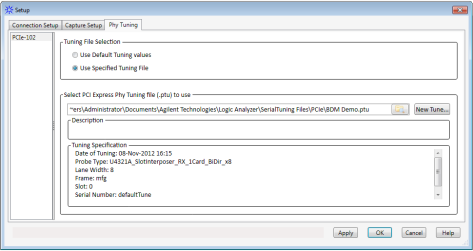 Setup
Connection Setup Capture Setup Phy Tuning
PCIe-102
Tuning File Selection
Use Default Tuning values
Use Specified Tuning File
Select PCI Express Phy Tuning file (.ptu) to use
"ers\Administrator\Documents\Agilent Technologies\Logic Analyzer\SerialTuning Files\PCIe\BDM Demo.ptu
New Tune...
Description
Tuning Specification
Date of Tuning: 08-Nov-2012 16:15
Probe Type: U4321A_SlotInterposer_RX_1Card_BiDir_x8
Lane Width: 8
Frame: mfg
Slot: 0
Serial Number: defaultTune
Apply OK Cancel Help